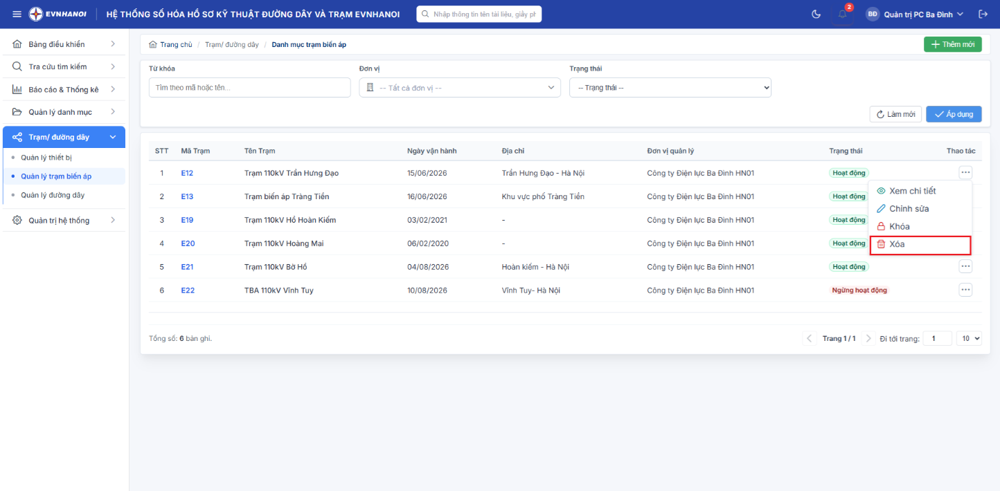 EVNHANOI
HỆ THỐNG SỐ HÓA HỒ SƠ KỸ THUẬT ĐƯỜNG DÂY VÀ TRẠM EVNHANOI
Nhập thông tin tên tài liệu, giấy ph
2
BĐ
Quản trị PC Ba Đình
Bảng điều khiển
Tra cứu tìm kiếm
Báo cáo & Thống kê
Quản lý danh mục
Trạm/ đường dây
Quản lý thiết bị
Quản lý trạm biến áp
Quản lý đường dây
Quản trị hệ thống
Trang chủ / Trạm/ đường dây / Danh mục trạm biến áp
Thêm mới
Từ khóa
Đơn vị
Trạng thái
Tìm theo mã hoặc tên...
-- Tất cả đơn vị --
-- Trạng thái --
Làm mới
Áp dụng
STT Mã Trạm Tên Trạm Ngày vận hành Địa chỉ Đơn vị quản lý Trạng thái Thao tác
1 E12 Trạm 110kV Trần Hưng Đạo 15/06/2026 Trần Hưng Đạo - Hà Nội Công ty Điện lực Ba Đình HN01 Hoạt động
2 E13 Trạm biến áp Tràng Tiền 16/06/2026 Khu vực phố Tràng Tiền Công ty Điện lực Ba Đình HN01 Hoạt động
3 E19 Trạm 110kV Hồ Hoàn Kiếm 03/02/2021 - Công ty Điện lực Ba Đình HN01 Hoạt động
4 E20 Trạm 110kV Hoàng Mai 06/02/2020 - Công ty Điện lực Ba Đình HN01 Hoạt động
5 E21 Trạm 110kV Bờ Hồ 04/08/2026 Hoàn kiếm - Hà Nội Công ty Điện lực Ba Đình HN01 Hoạt động
6 E22 TBA 110kV Vĩnh Tuy 10/08/2026 Vĩnh Tuy- Hà Nội Công ty Điện lực Ba Đình HN01 Ngừng hoạt động
Xem chi tiết
Chỉnh sửa
Khóa
Xóa
Tổng số: 6 bản ghi.
Trang 1 / 1
Đi tới trang: 1
10